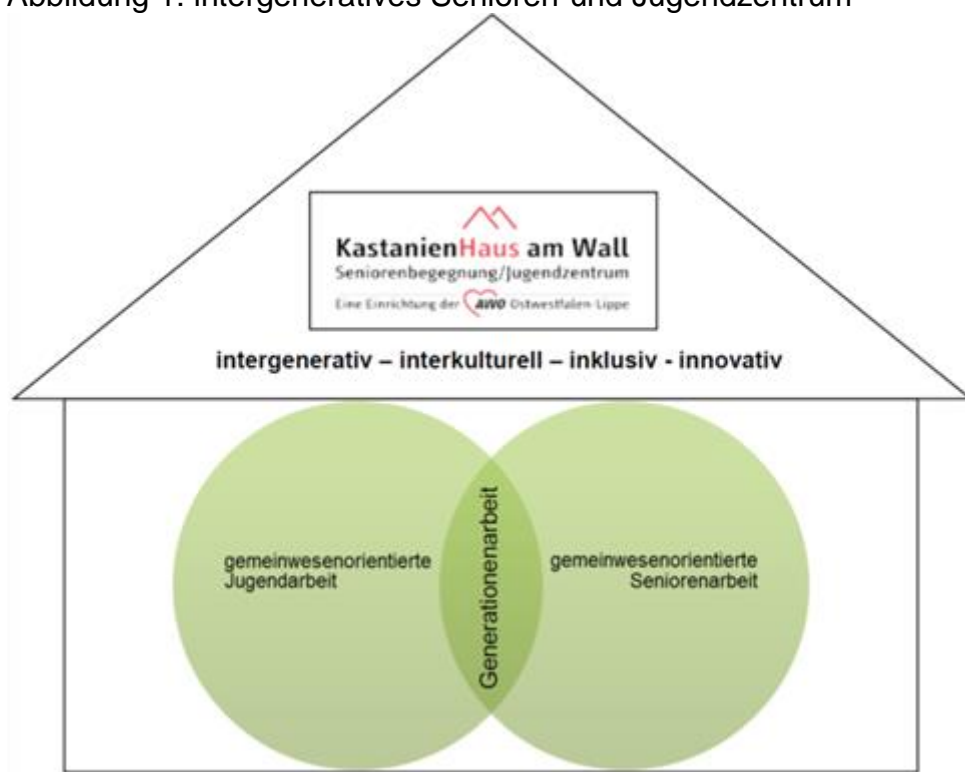 Abbildung 1: Intergeneratives Senioren-und Jugendzentrum
KastanienHaus am Wall
Seniorenbegegnung/Jugendzentrum
Eine Einrichtung der AWO Ostwestfalen-Lippe
intergenerativ – interkulturell – inklusiv - innovativ
gemeinwesenorientierte
Jugendarbeit
Generationenarbeit
gemeinwesenorientierte
Seniorenarbeit